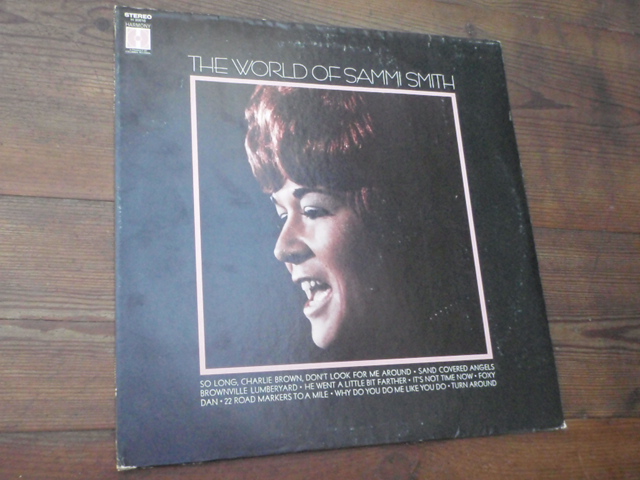 STEREO
HARMONY
THE WORLD OF SAMMI SMITH
SO LONG, CHARLIE BROWN, DON'T LOOK FOR ME AROUND • SAND COVERED ANGELS
BROWNVILLE LUMBERYARD • HE WENT A LITTLE BIT FARTHER • IT'S NOT TIME NOW • FOXY
DAN • 22 ROAD MARKERS TO A MILE • WHY DO YOU DO ME LIKE YOU DO • TURN AROUND